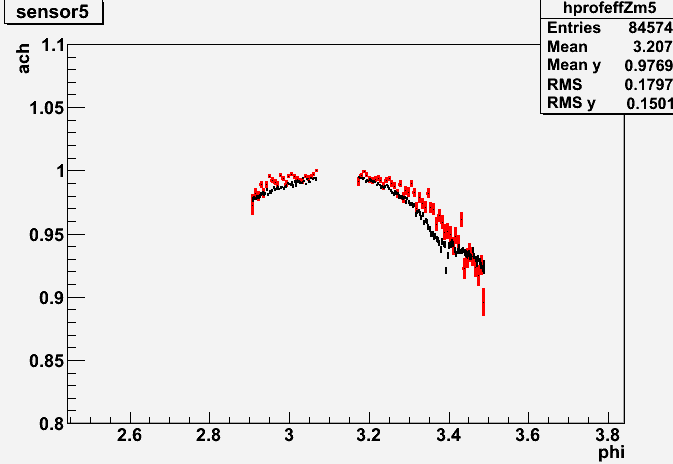 sensor5
hprofeffZm5
Entries 84574
Mean 3.207
Mean y 0.9769
RMS 0.1797
RMS y 0.1501
ach
1.1
1.05
1
0.95
0.9
0.85
0.8
2.6 2.8 3 3.2 3.4 3.6 3.8
phi